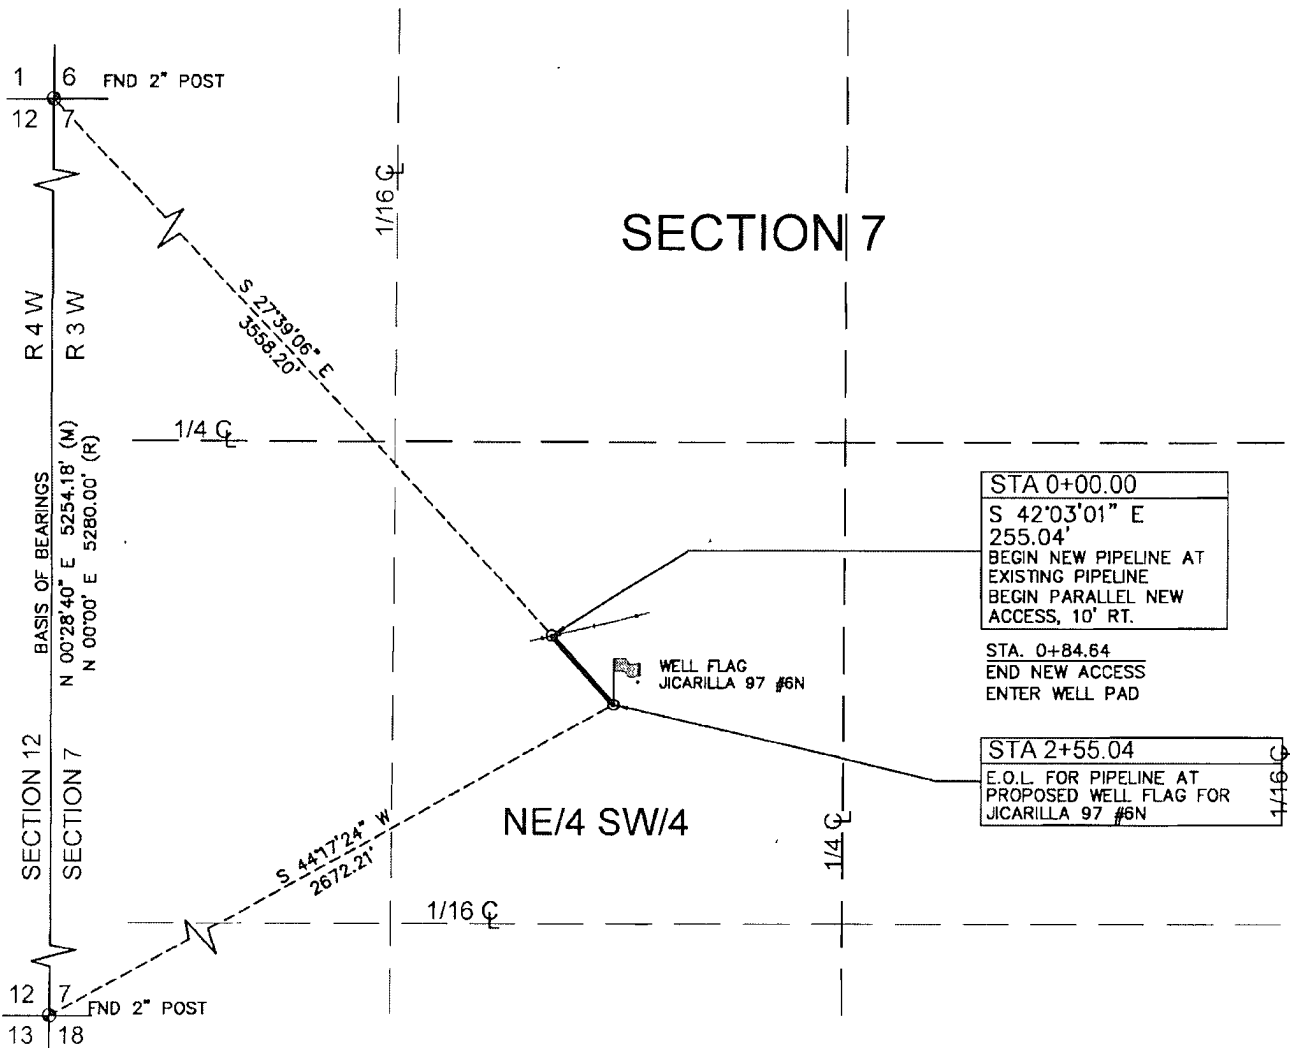 1 6 FND 2" POST
12 7
1/16 CL
SECTION 7
R 4 W
R 3 W
S 27°39'06" E
3558.20'
1/4 CL
BASIS OF BEARINGS
N 00°28'40" E 5254.18' (M)
N 00°00' E 5280.00' (R)
STA 0+00.00
S 42°03'01" E
255.04'
BEGIN NEW PIPELINE AT
EXISTING PIPELINE
BEGIN PARALLEL NEW
ACCESS, 10' RT.
STA. 0+84.64
END NEW ACCESS
ENTER WELL PAD
WELL FLAG
JICARILLA 97 #6N
STA 2+55.04
E.O.L. FOR PIPELINE AT
PROPOSED WELL FLAG FOR
JICARILLA 97 #6N
1/16 CL
SECTION 12
SECTION 7
NE/4 SW/4
1/4 CL
S 44°17'24" W
2672.21'
1/16 CL
12 7 FND 2" POST
13 18